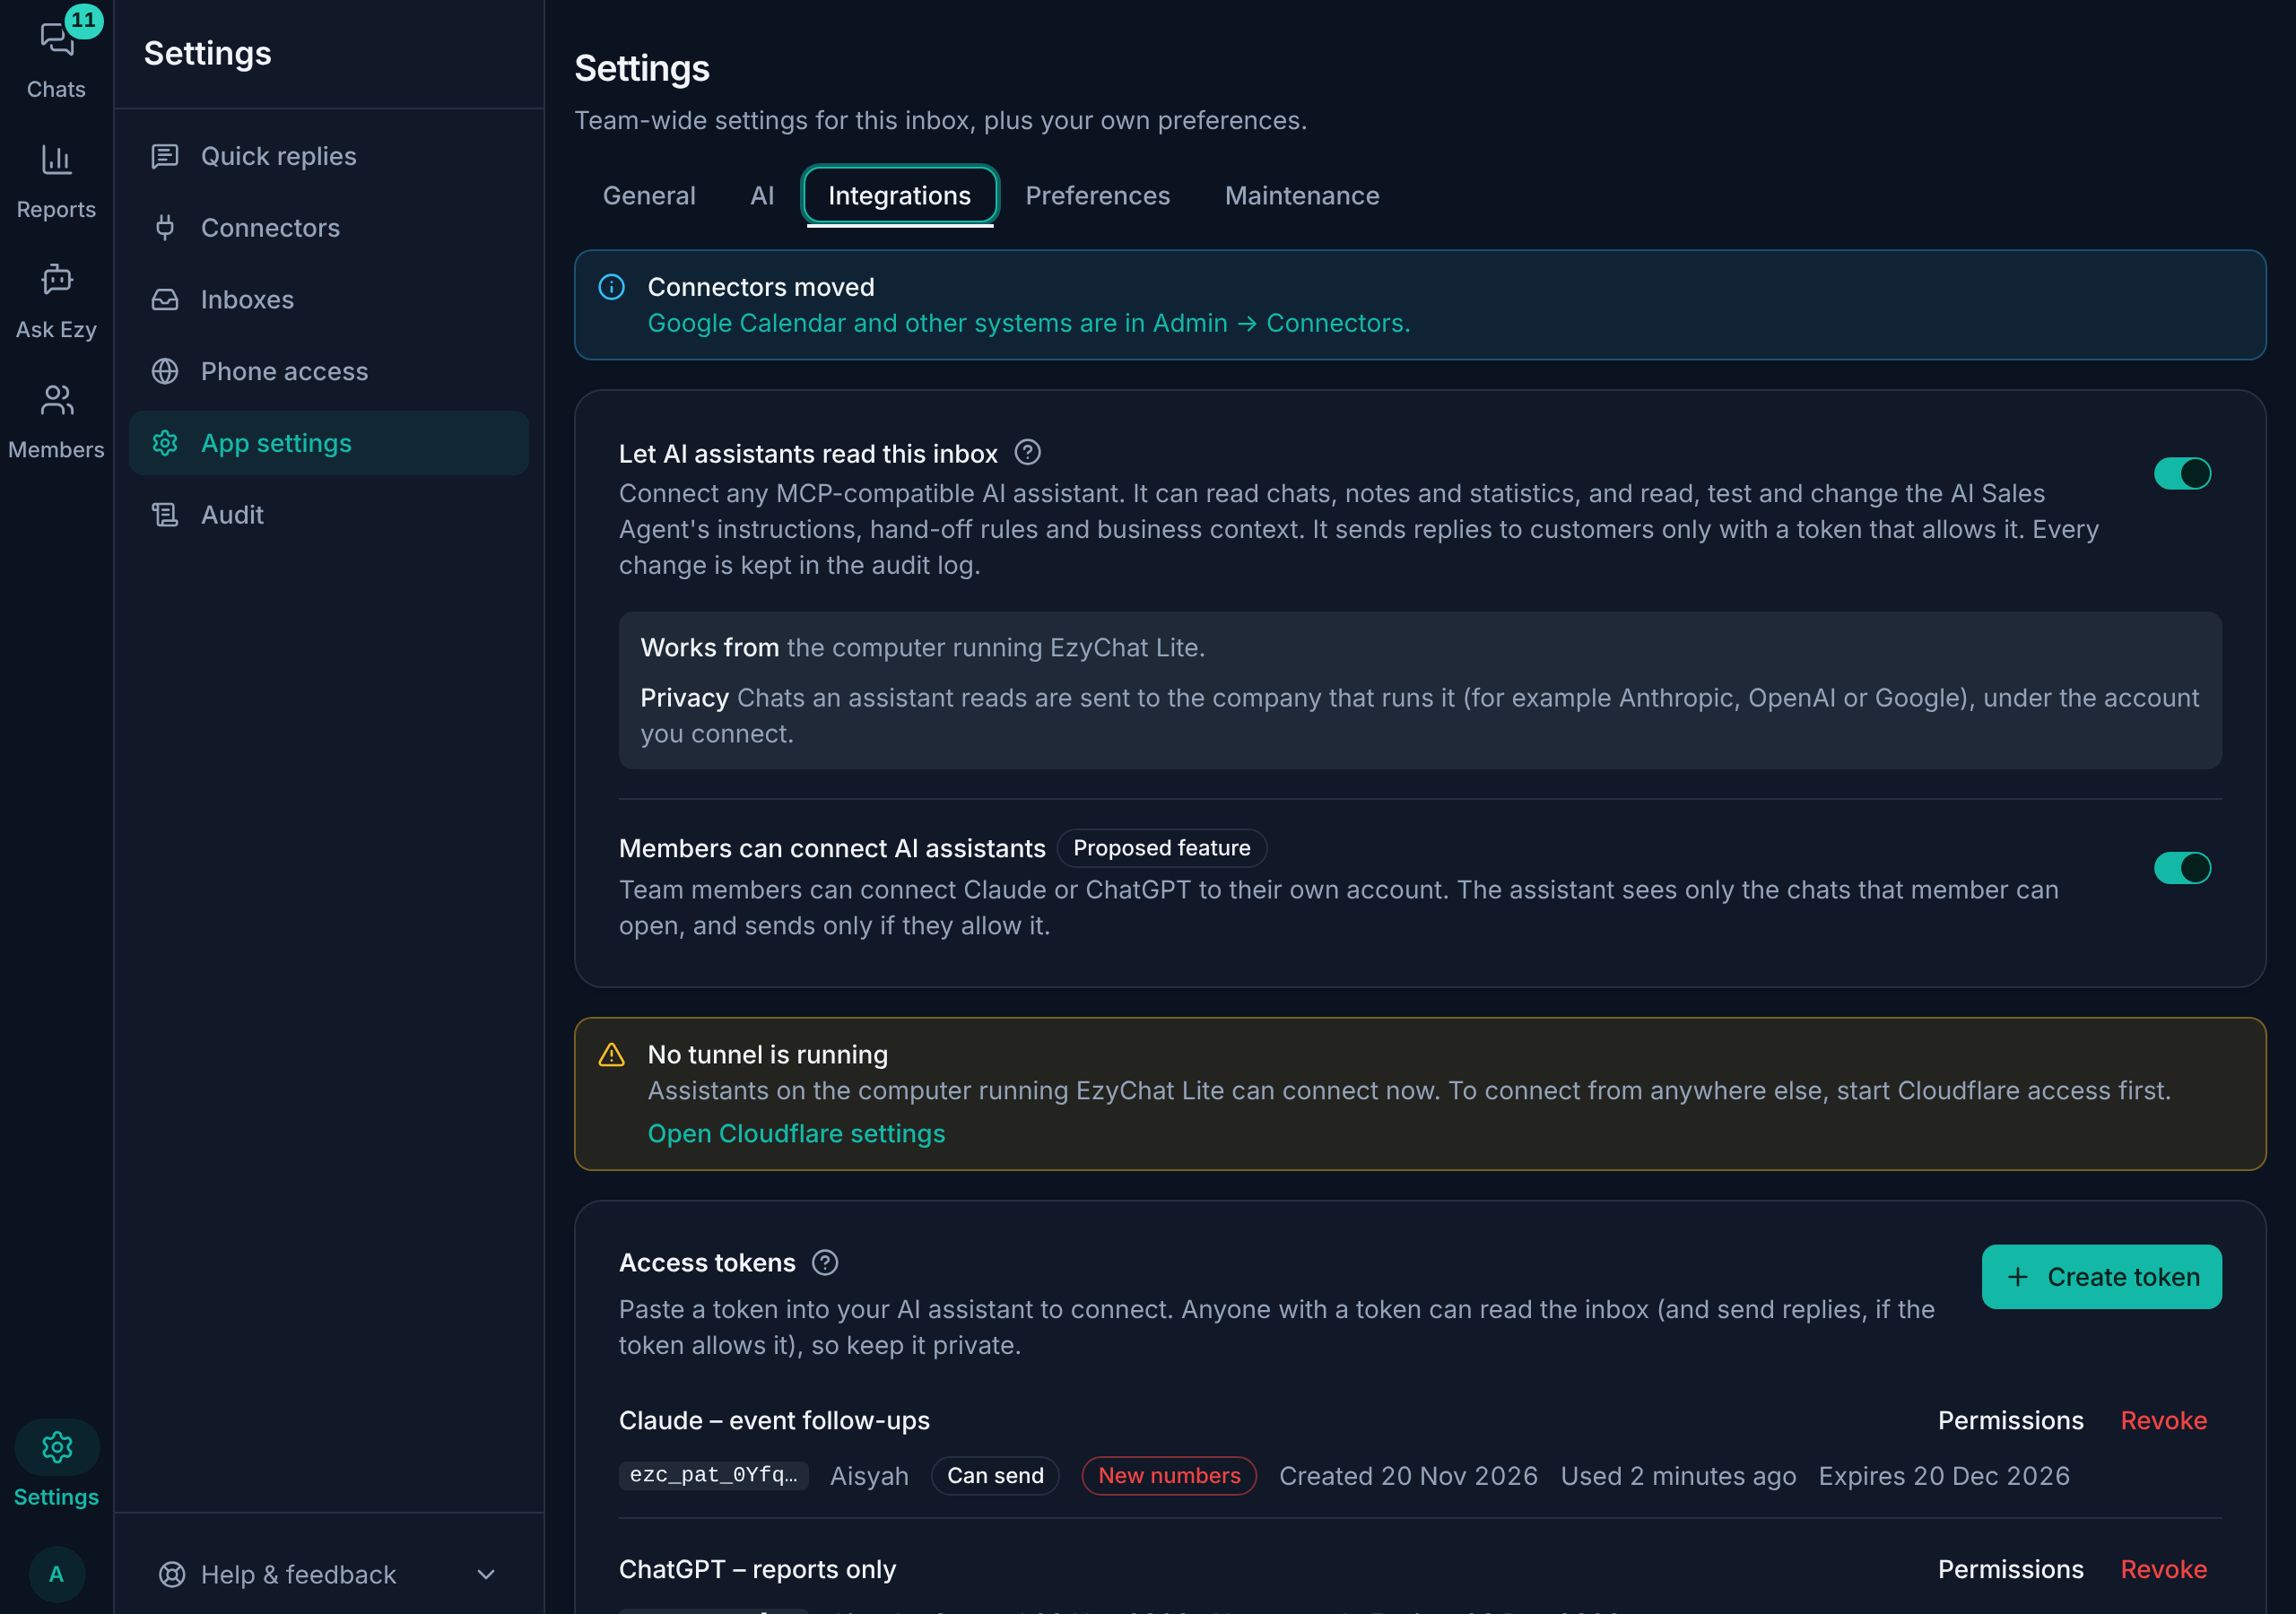 11
Chats
Reports
Ask Ezy
Members
Settings
A
Settings
Quick replies
Connectors
Inboxes
Phone access
App settings
Audit
Help & feedback
Settings
Team-wide settings for this inbox, plus your own preferences.
General
AI
Integrations
Preferences
Maintenance
Connectors moved
Google Calendar and other systems are in Admin → Connectors.
Let AI assistants read this inbox
Connect any MCP-compatible AI assistant. It can read chats, notes and statistics, and read, test and change the AI Sales
Agent's instructions, hand-off rules and business context. It sends replies to customers only with a token that allows it. Every
change is kept in the audit log.
Works from the computer running EzyChat Lite.
Privacy Chats an assistant reads are sent to the company that runs it (for example Anthropic, OpenAI or Google), under the account
you connect.
Members can connect AI assistants Proposed feature
Team members can connect Claude or ChatGPT to their own account. The assistant sees only the chats that member can
open, and sends only if they allow it.
No tunnel is running
Assistants on the computer running EzyChat Lite can connect now. To connect from anywhere else, start Cloudflare access first.
Open Cloudflare settings
Access tokens
Create token
Paste a token into your AI assistant to connect. Anyone with a token can read the inbox (and send replies, if the
token allows it), so keep it private.
Claude – event follow-ups
Permissions
Revoke
ezc_pat_0Yfq… Aisyah Can send New numbers Created 20 Nov 2026 Used 2 minutes ago Expires 20 Dec 2026
ChatGPT – reports only
Permissions
Revoke